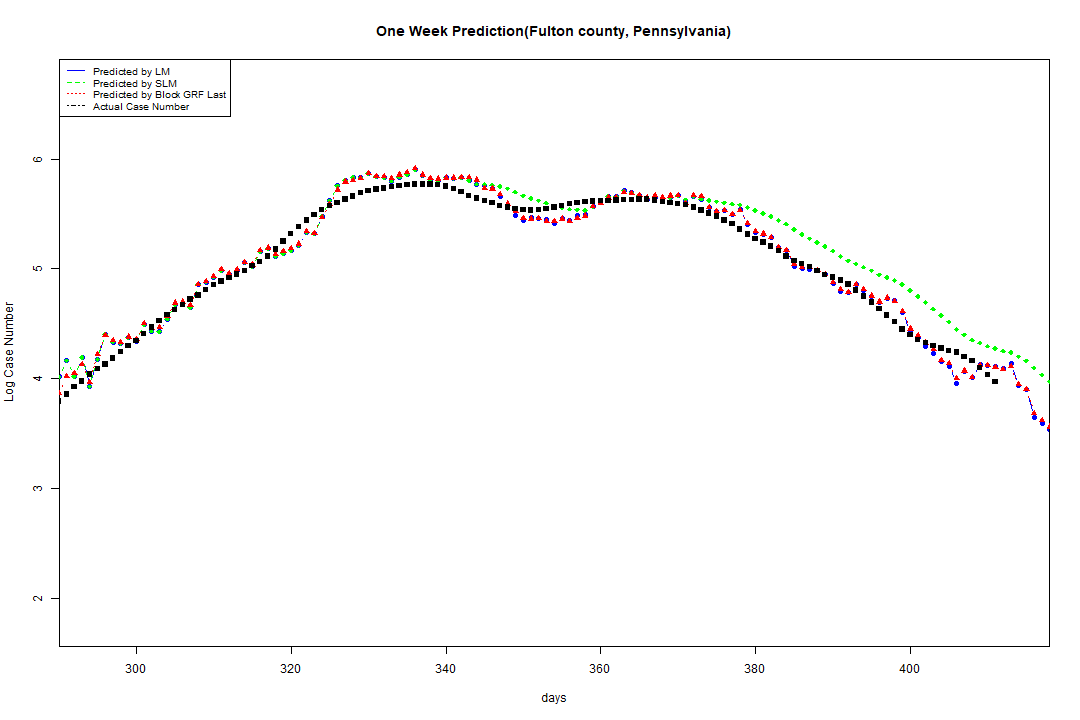 One Week Prediction(Fulton county, Pennsylvania)
Predicted by LM
Predicted by SLM
Predicted by Block GRF Last
Actual Case Number
Log Case Number
6
5
4
3
2
300 320 340 360 380 400
days